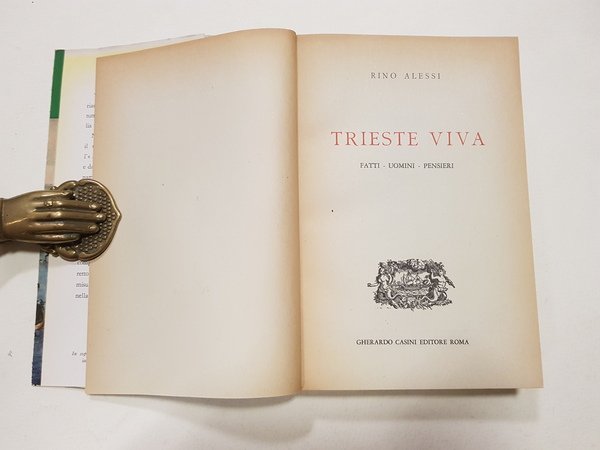 RINO ALESSI
TRIESTE VIVA
FATTI - UOMINI - PENSIERI
GHERARDO CASINI EDITORE ROMA